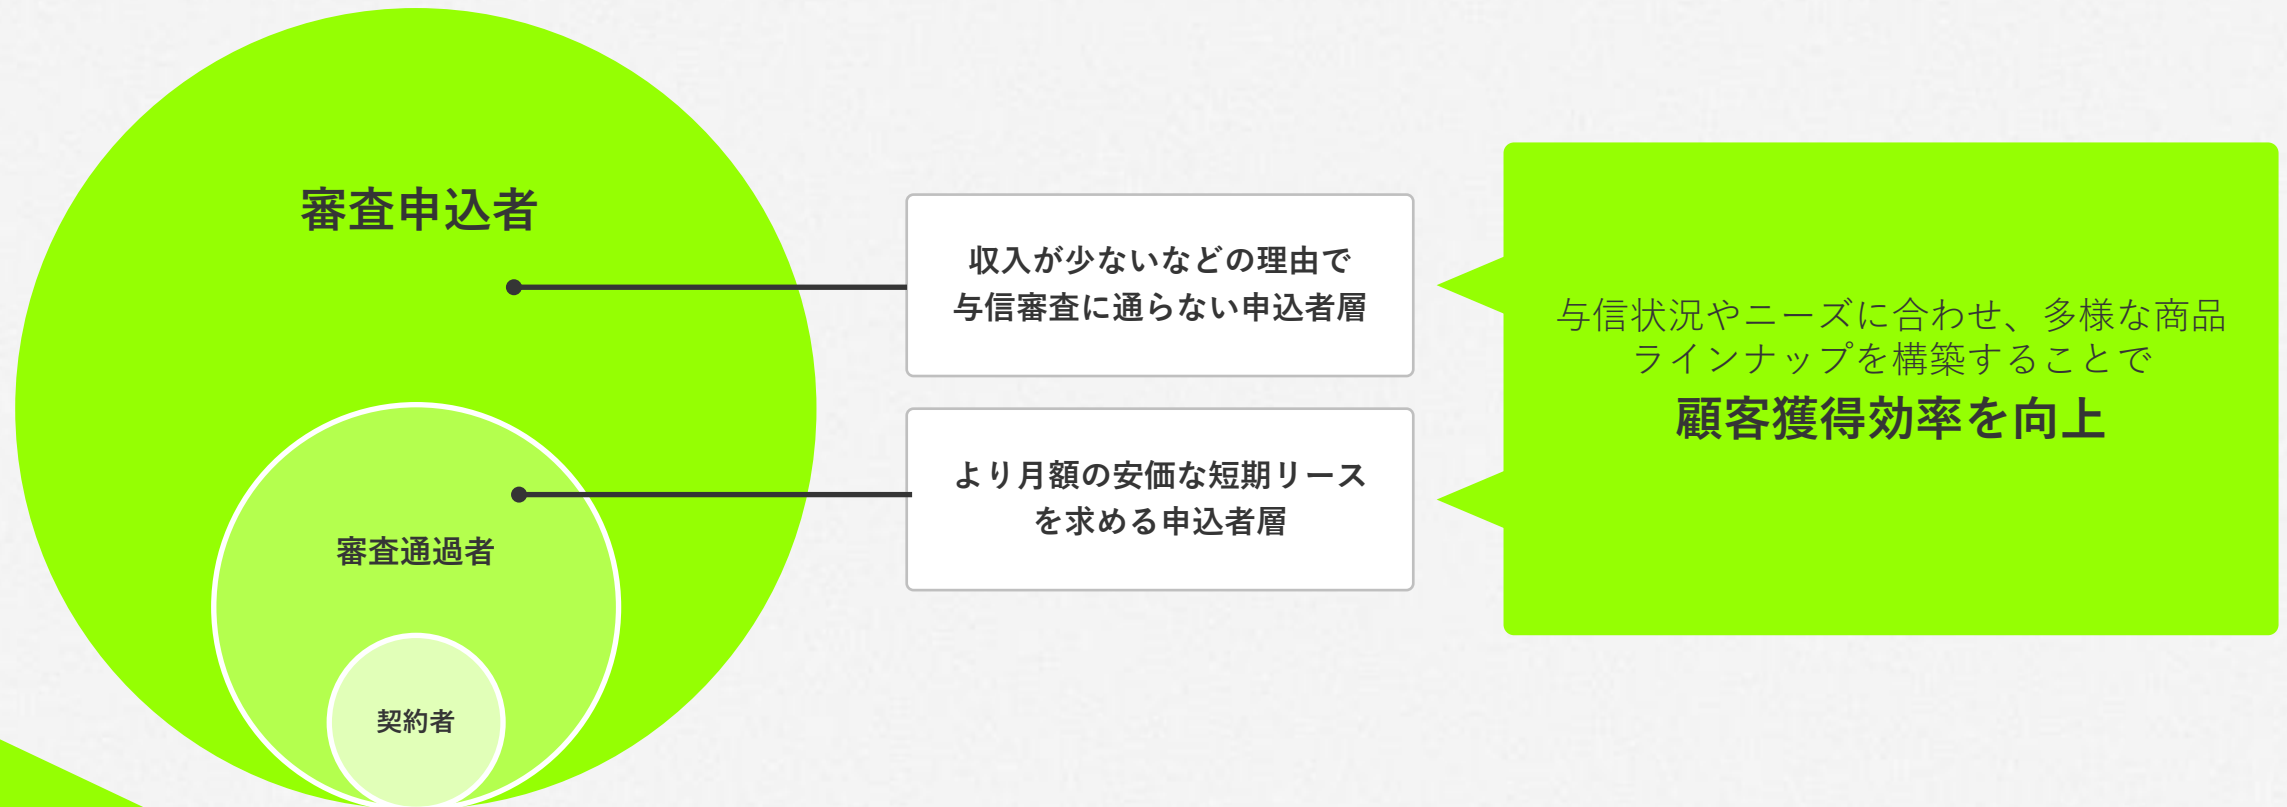 審査申込者
収入が少ないなどの理由で
与信審査に通らない申込者層
より月額の安価な短期リース
を求める申込者層
審査通過者
契約者
与信状況やニーズに合わせ、多様な商品
ラインナップを構築することで
顧客獲得効率を向上